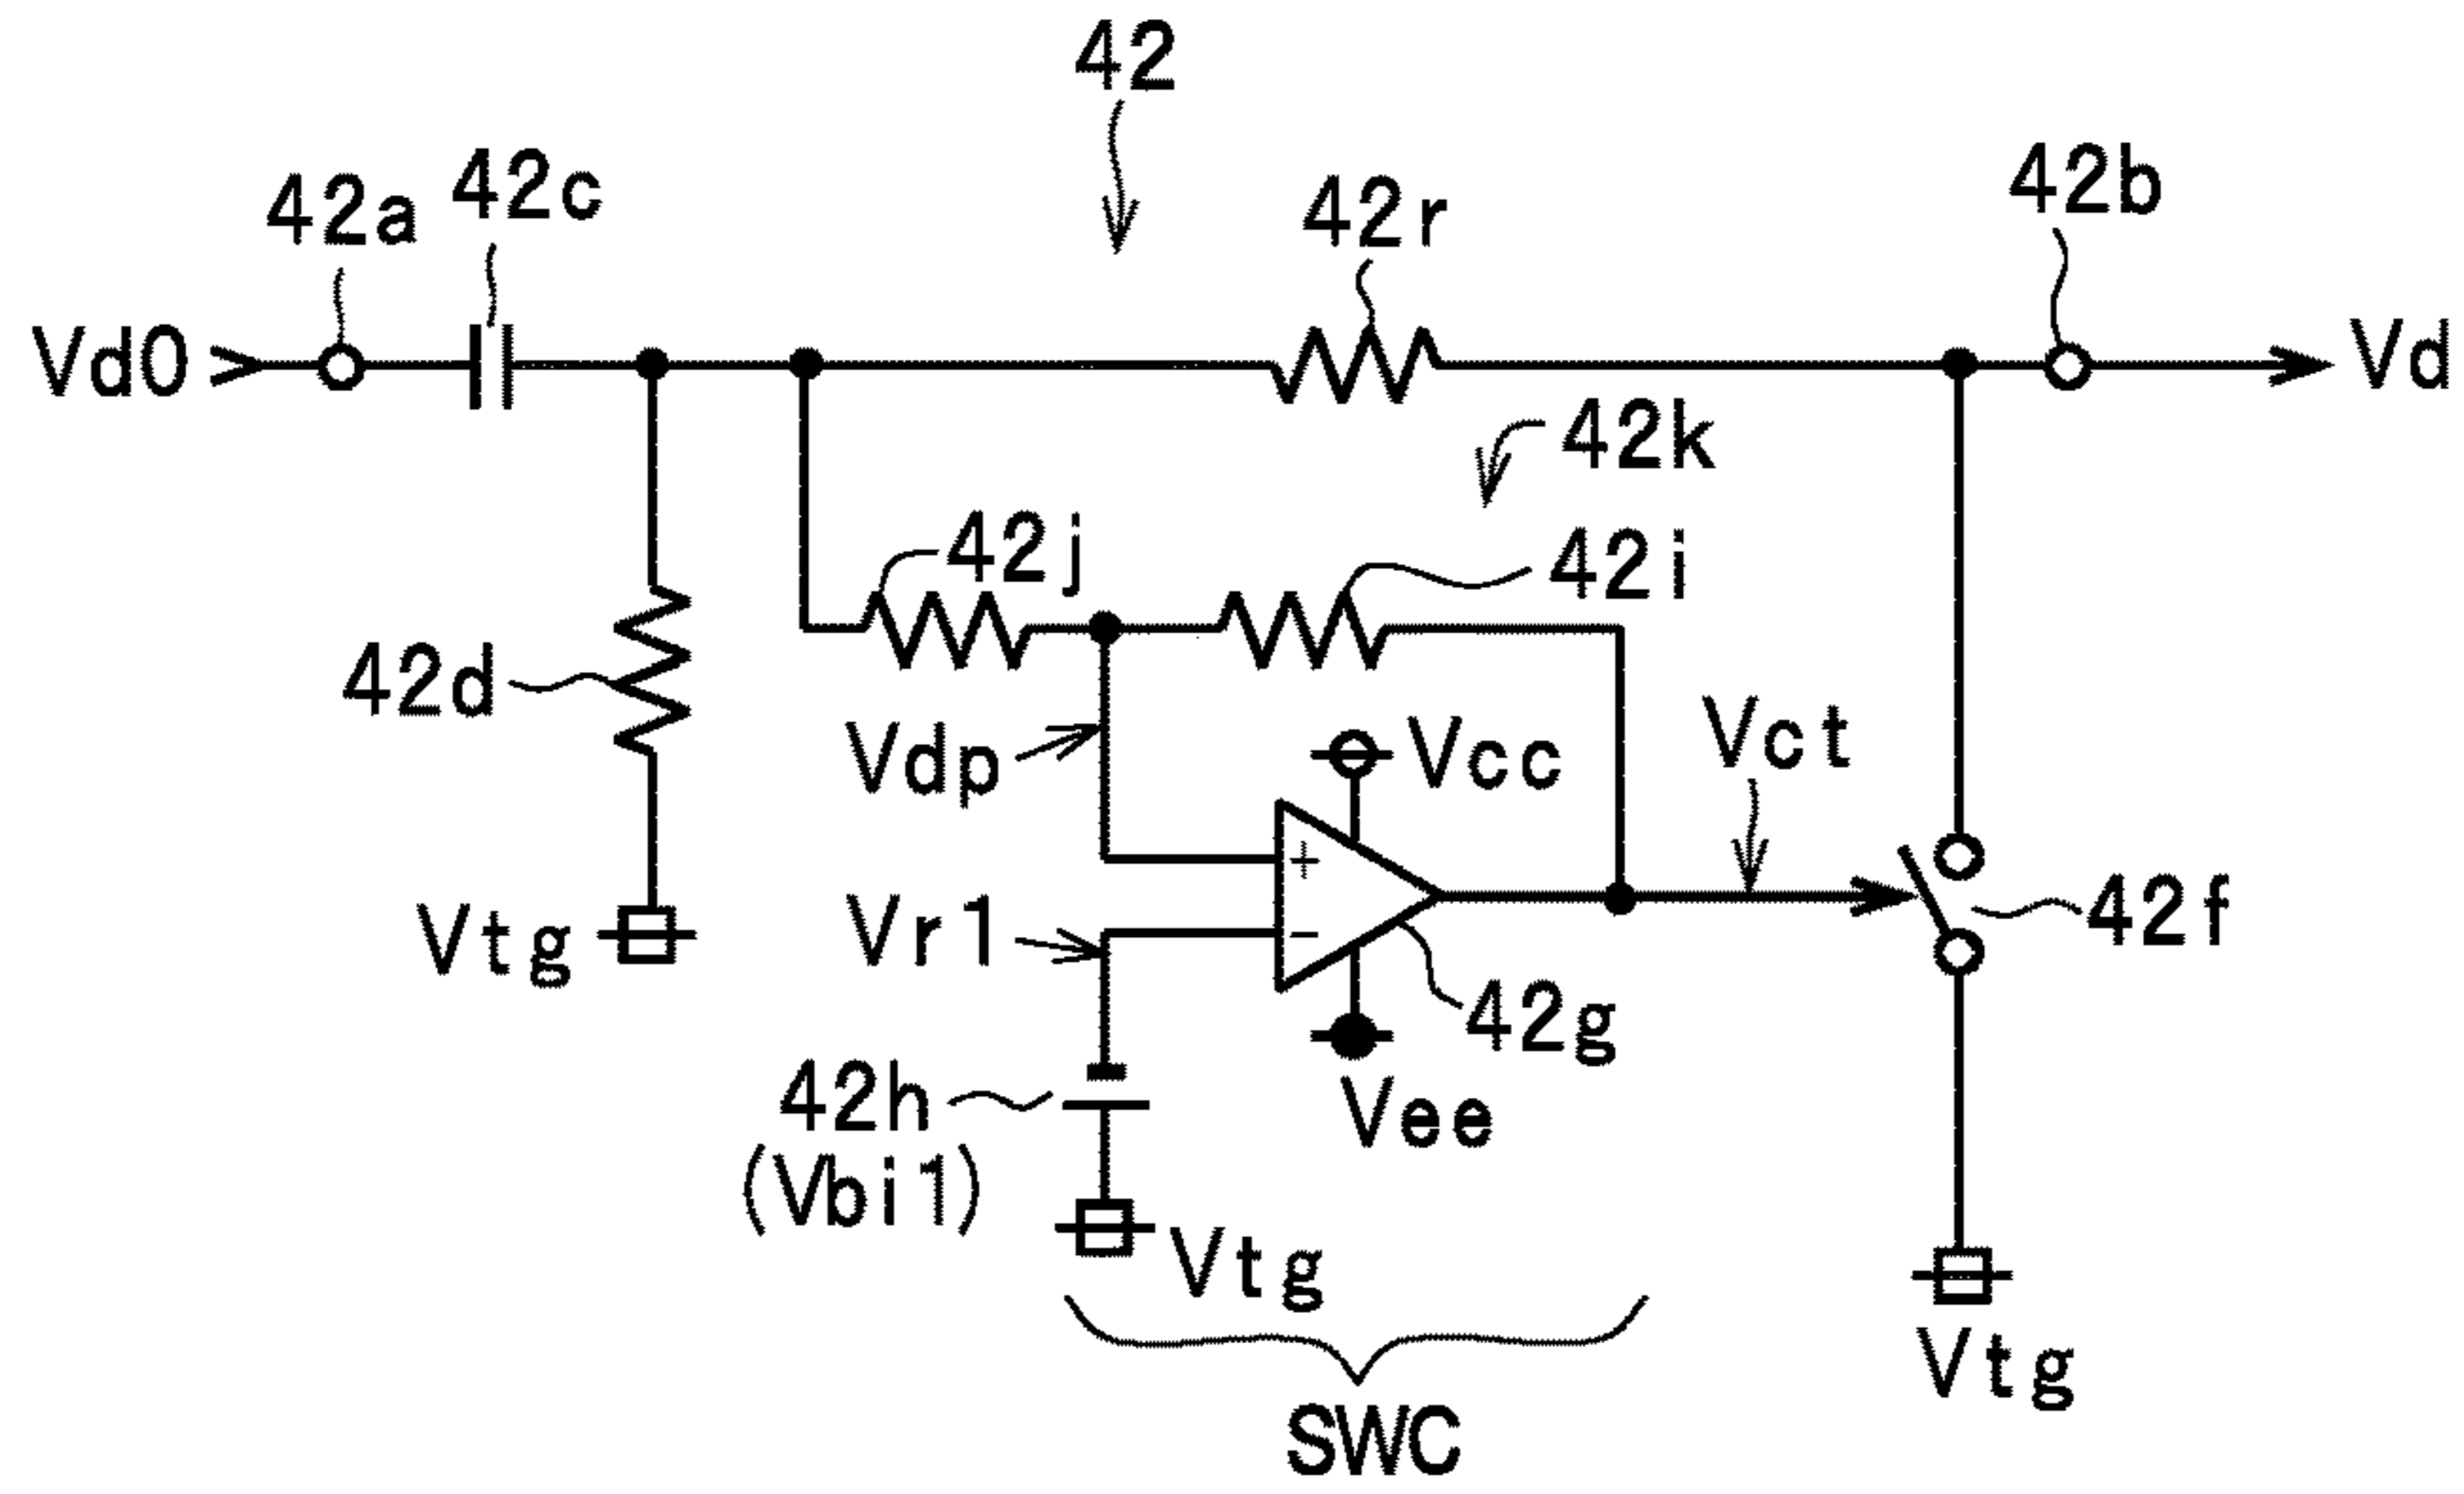 42
42a
42c
42r
42b
Vd0
Vd
42k
42j
42i
42d
Vdp
Vcc
Vct
+
Vr1
−
42f
Vtg
42g
42h
(Vbi1)
Vee
Vtg
Vtg
SWC